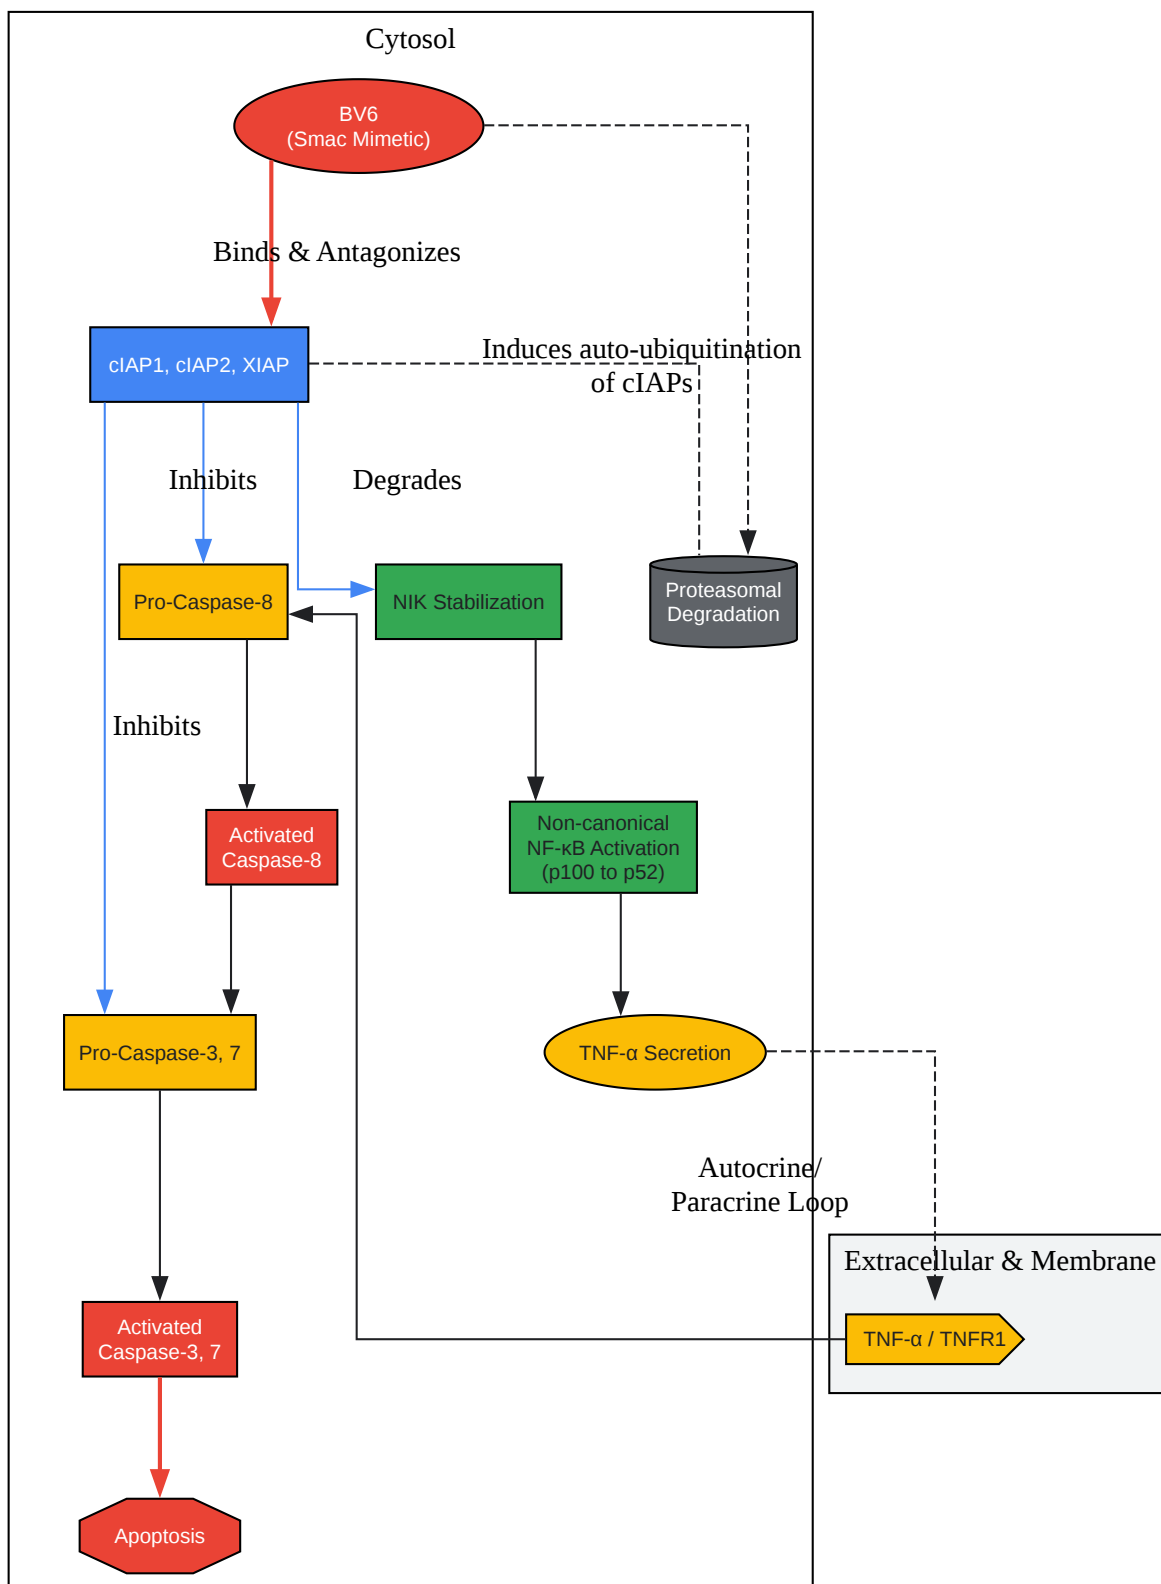 Cytosol
BV6
(Smac Mimetic)
Binds & Antagonizes
Induces auto-ubiquitination
of cIAPs
cIAP1, cIAP2, XIAP
Inhibits
Degrades
Pro-Caspase-8
NIK Stabilization
Proteasomal
Degradation
Inhibits
Activated
Caspase-8
Non-canonical
NF-κB Activation
(p100 to p52)
Pro-Caspase-3, 7
TNF-α Secretion
Autocrine/
Paracrine Loop
Extracellular & Membrane
TNF-α / TNFR1
Activated
Caspase-3, 7
Apoptosis